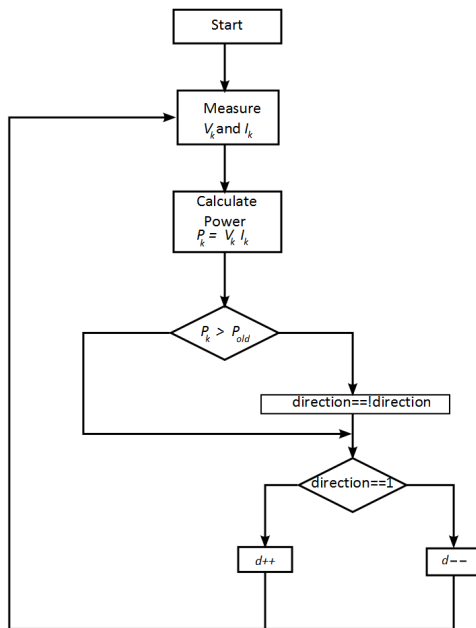 Start
Measure
Vk and Ik
Calculate
Power
Pk = Vk Ik
Pk > Pold
direction==!direction
direction==1
d++
d--